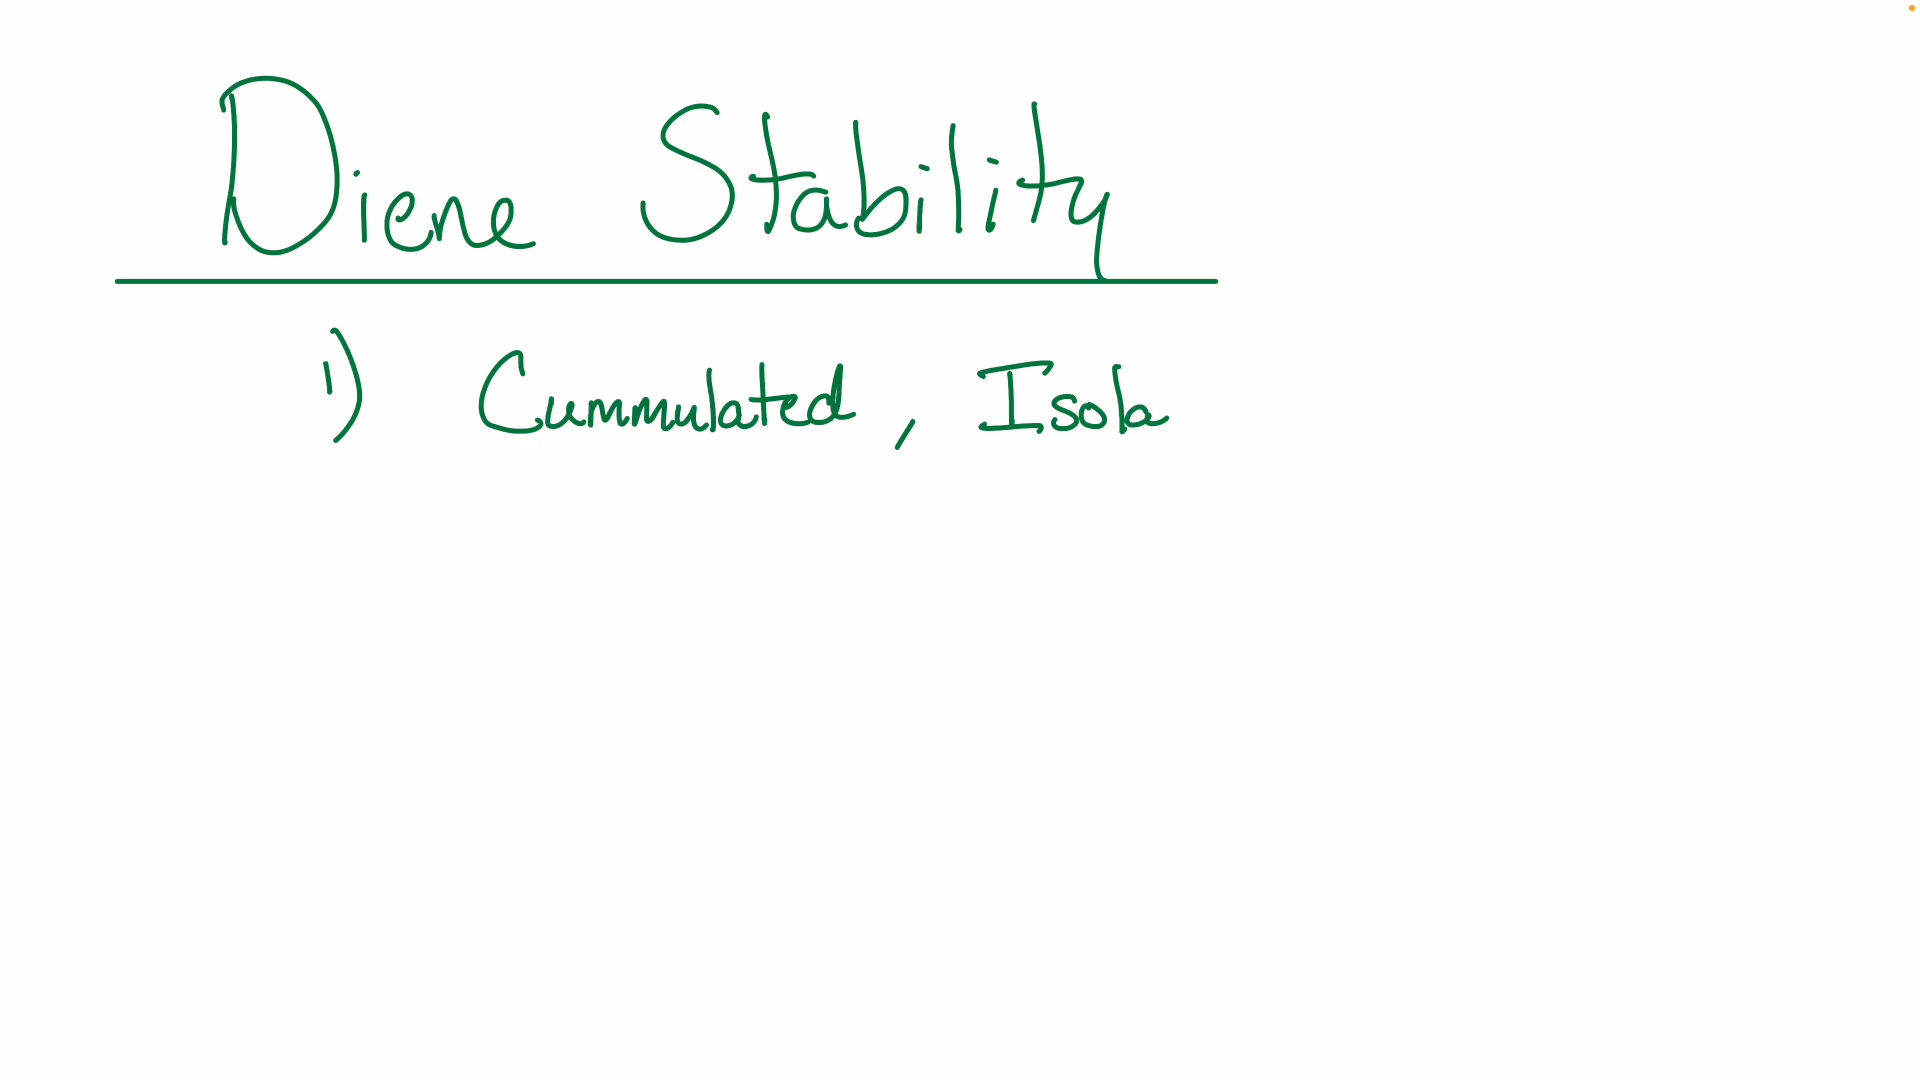 Diene Stability
1) Cummulated, Isola